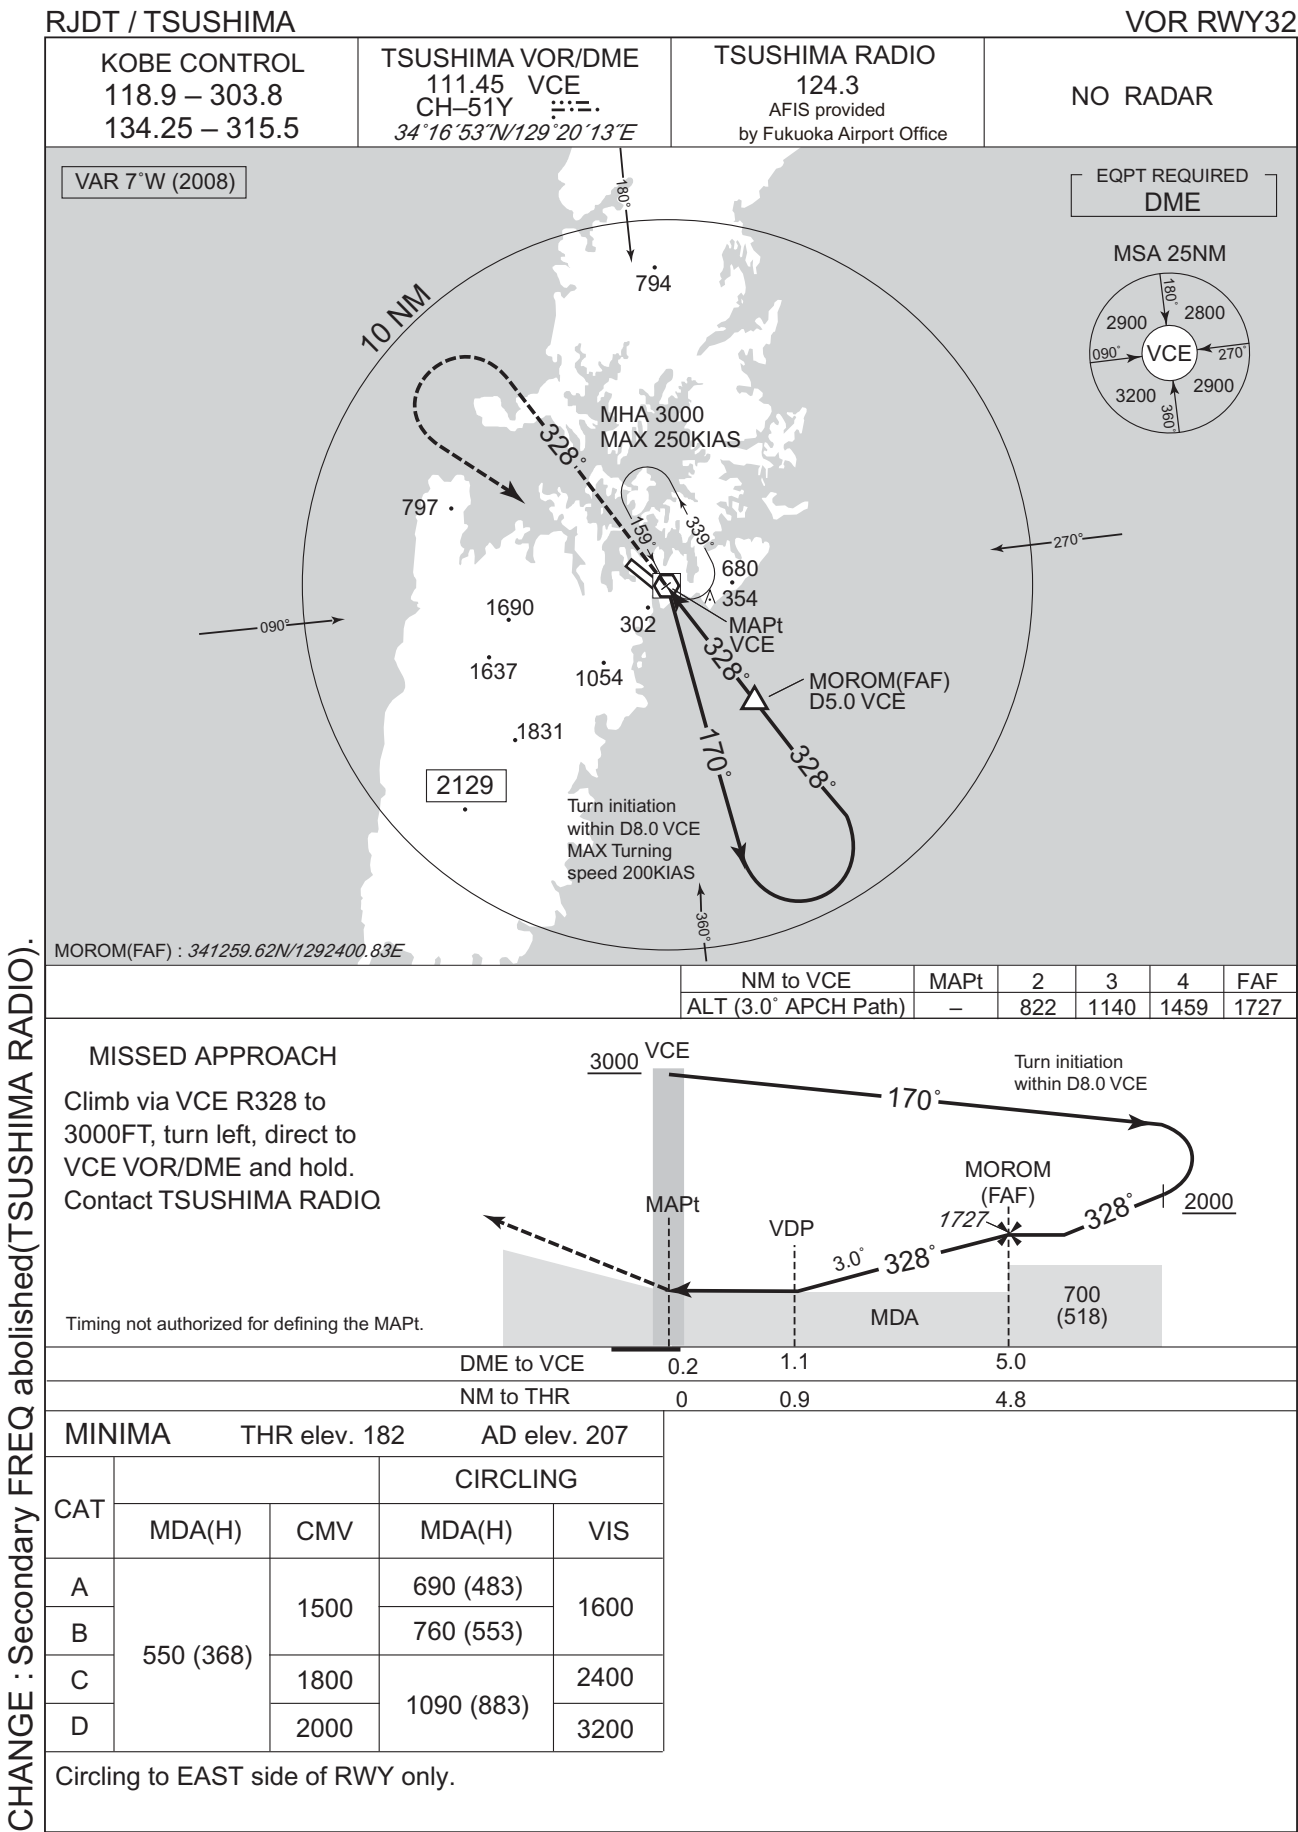 RJDT / TSUSHIMA
VOR RWY32
KOBE CONTROL
118.9 – 303.8
134.25 – 315.5
TSUSHIMA VOR/DME
111.45 VCE
CH–51Y
34°16´53˝N/129°20´13˝E
TSUSHIMA RADIO
124.3
AFIS provided
by Fukuoka Airport Office
NO RADAR
VAR 7°W (2008)
EQPT REQUIRED
DME
MSA 25NM
180°
2900
2800
090°
VCE
270°
3200
2900
360°
180°
794
10 NM
MHA 3000
MAX 250KIAS
328°
797
159°
339°
270°
680
354
090°
1690
302
MAPt
VCE
328°
1637
1054
MOROM(FAF)
D5.0 VCE
1831
170°
328°
2129
Turn initiation
within D8.0 VCE
MAX Turning
speed 200KIAS
360°
MOROM(FAF) : 341259.62N/1292400.83E
NM to VCE MAPt 2 3 4 FAF
ALT (3.0° APCH Path) – 822 1140 1459 1727
MISSED APPROACH
Climb via VCE R328 to
3000FT, turn left, direct to
VCE VOR/DME and hold.
Contact TSUSHIMA RADIO.
3000
VCE
170°
Turn initiation
within D8.0 VCE
MOROM
(FAF)
MAPt
VDP
1727
328°
2000
3.0°
328°
MDA
700
(518)
Timing not authorized for defining the MAPt.
DME to VCE 0.2 1.1 5.0
NM to THR 0 0.9 4.8
MINIMA THR elev. 182 AD elev. 207
CAT
CIRCLING
MDA(H) CMV MDA(H) VIS
A
B
C
D
550 (368)
1500
1800
2000
690 (483)
760 (553)
1090 (883)
1600
2400
3200
Circling to EAST side of RWY only.
CHANGE : Secondary FREQ abolished(TSUSHIMA RADIO).